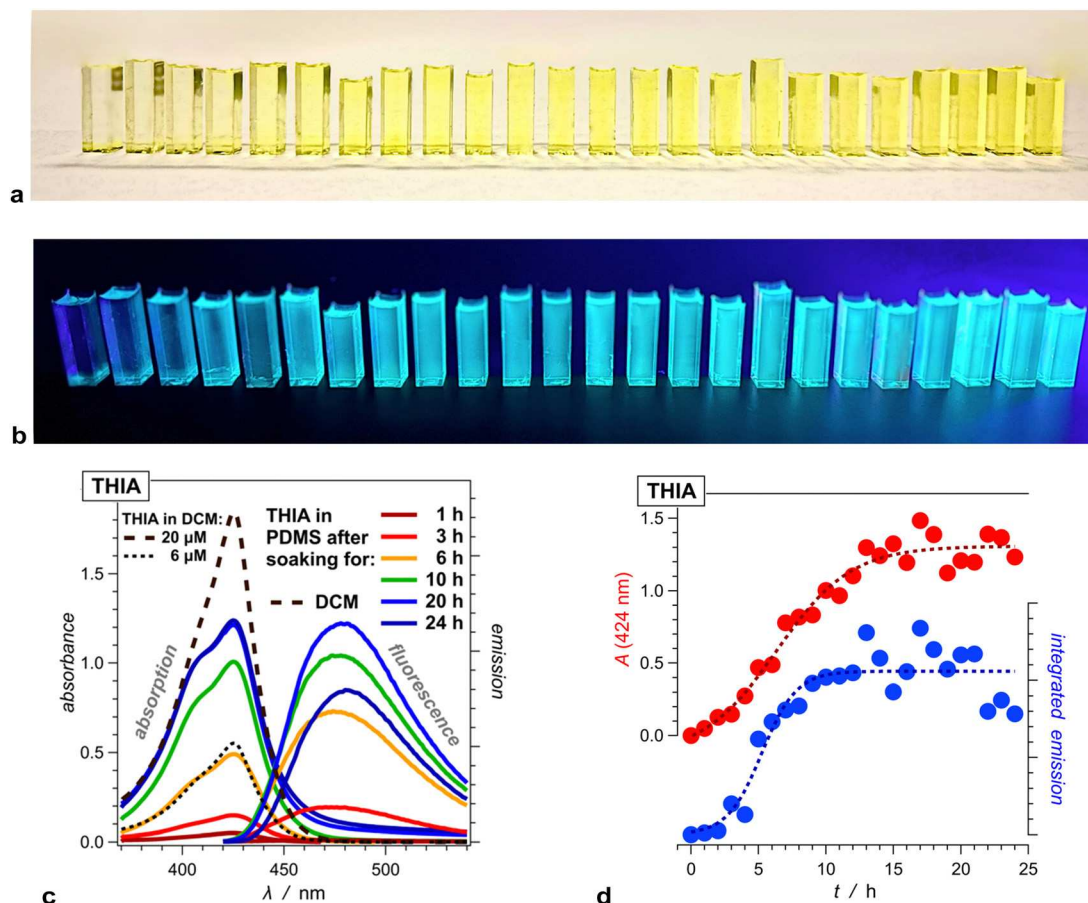 a
b
THIA
THIA in DCM:
20 µM
6 µM
THIA in
PDMS after
soaking for:
1 h
3 h
6 h
10 h
20 h
24 h
DCM
absorption
fluorescence
absorbance
emission
1.5
1.0
0.5
0.0
400
450
500
λ / nm
c
THIA
1.5
1.0
0.5
0.0
A (424 nm)
integrated emission
0
5
10
15
20
25
t / h
d